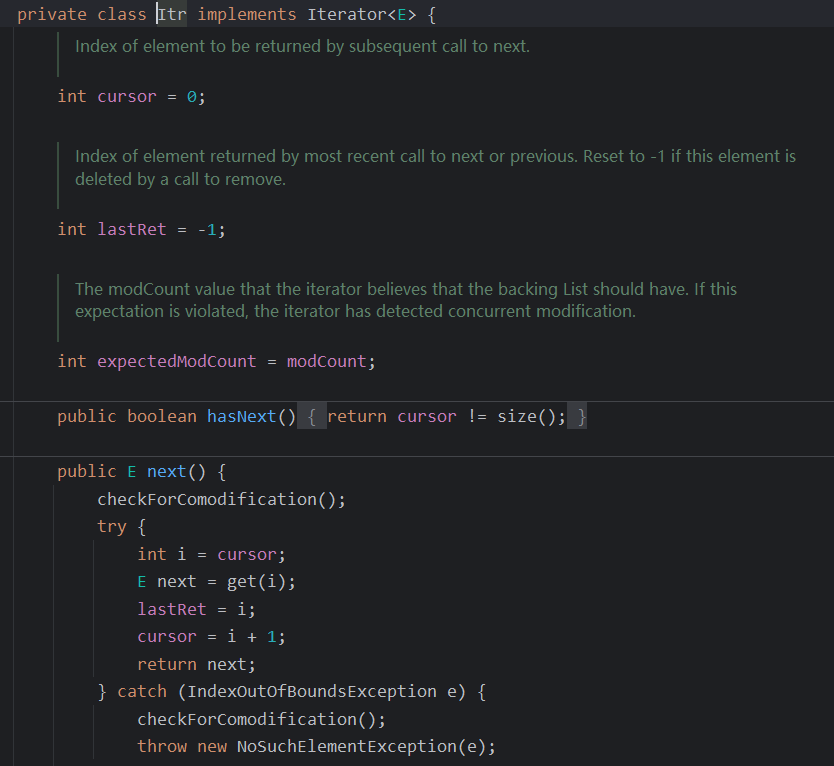 private class Itr implements Iterator<E> {
Index of element to be returned by subsequent call to next.
int cursor = 0;
Index of element returned by most recent call to next or previous. Reset to -1 if this element is
deleted by a call to remove.
int lastRet = -1;
The modCount value that the iterator believes that the backing List should have. If this
expectation is violated, the iterator has detected concurrent modification.
int expectedModCount = modCount;
public boolean hasNext() { return cursor != size(); }
public E next() {
checkForComodification();
try {
int i = cursor;
E next = get(i);
lastRet = i;
cursor = i + 1;
return next;
} catch (IndexOutOfBoundsException e) {
checkForComodification();
throw new NoSuchElementException(e);